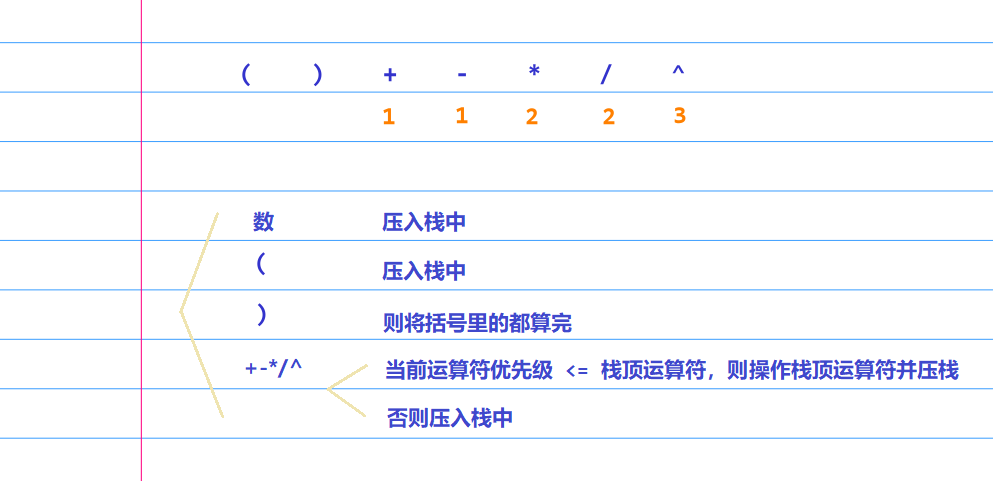 ( ) + - * / ^
1 1 2 2 3
数 压入栈中
( 压入栈中
) 则将括号里的都算完
+-*/^ 当前运算符优先级 <= 栈顶运算符，则操作栈顶运算符并压栈
否则压入栈中